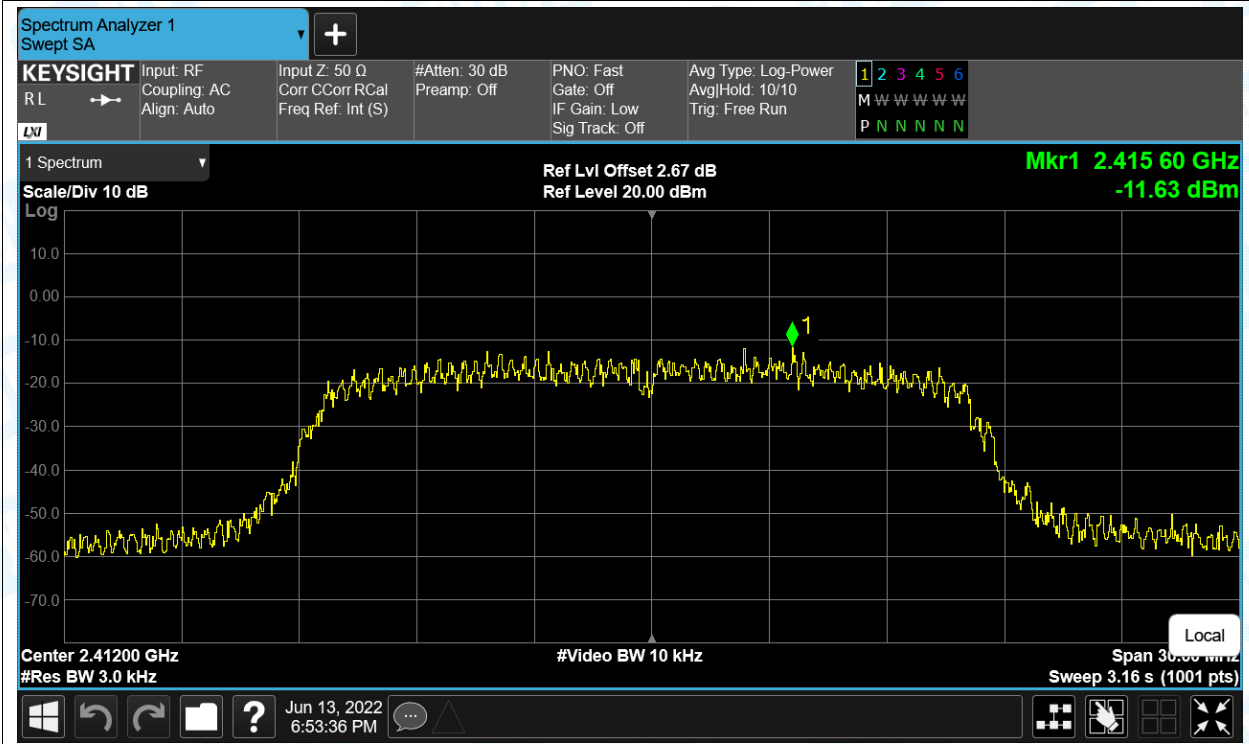 Spectrum Analyzer 1
Swept SA
KEYSIGHT
R L
LXI
Input: RF
Coupling: AC
Align: Auto
Input Z: 50 Ω
Corr CCorr RCal
Freq Ref: Int (S)
#Atten: 30 dB
Preamp: Off
PNO: Fast
Gate: Off
IF Gain: Low
Sig Track: Off
Avg Type: Log-Power
Avg|Hold: 10/10
Trig: Free Run
1 2 3 4 5 6
M W W W W W
P N N N N N
1 Spectrum
Scale/Div 10 dB
Log
Ref Lvl Offset 2.67 dB
Ref Level 20.00 dBm
Mkr1 2.415 60 GHz
-11.63 dBm
10.0
0.00
-10.0
-20.0
-30.0
-40.0
-50.0
-60.0
-70.0
1
Local
Center 2.41200 GHz
#Res BW 3.0 kHz
#Video BW 10 kHz
Span 30.00 MHz
Sweep 3.16 s (1001 pts)
?
Jun 13, 2022
6:53:36 PM